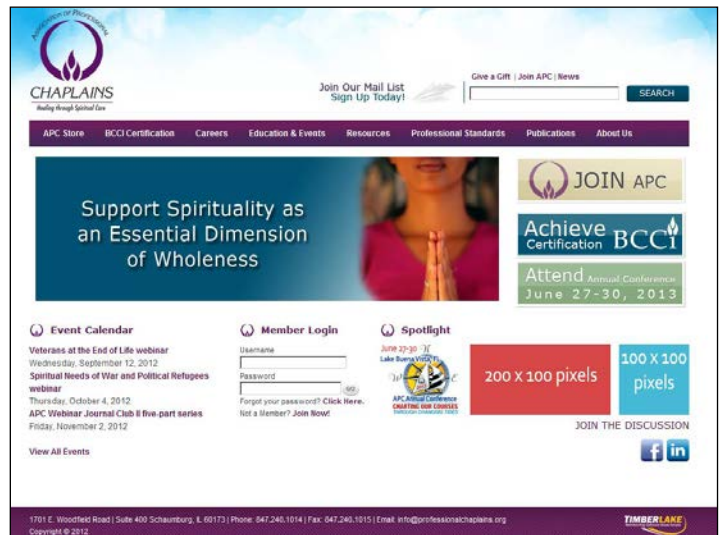 ASSOCIATION OF PROFESSIONAL
CHAPLAINS
Healing through Spiritual Care
Join Our Mail List
Sign Up Today!
Give a Gift | Join APC | News
SEARCH
APC Store BCCI Certification Careers Education & Events Resources Professional Standards Publications About Us
Support Spirituality as
an Essential Dimension
of Wholeness
JOIN APC
Achieve
Certification BCCi
Attend Annual Conference
June 27-30, 2013
Event Calendar
Veterans at the End of Life webinar
Wednesday, September 12, 2012
Spiritual Needs of War and Political Refugees
webinar
Thursday, October 4, 2012
APC Webinar Journal Club II five-part series
Friday, November 2, 2012
View All Events
Member Login
Username
Password
GO
Forgot your password? Click Here.
Not a Member? Join Now!
Spotlight
June 27-30
Lake Buena Vista, FL
N
W E
APC Annual Conference
CHARTING OUR COURSES
THROUGH CHANGING TIDES
200 x 100 pixels
100 x 100
pixels
JOIN THE DISCUSSION
f in
1701 E. Woodfield Road | Suite 400 Schaumburg, IL 60173 | Phone: 847.240.1014 | Fax: 847.240.1015 | Email: info@professionalchaplains.org
Copyright © 2012
TIMBERLAKE